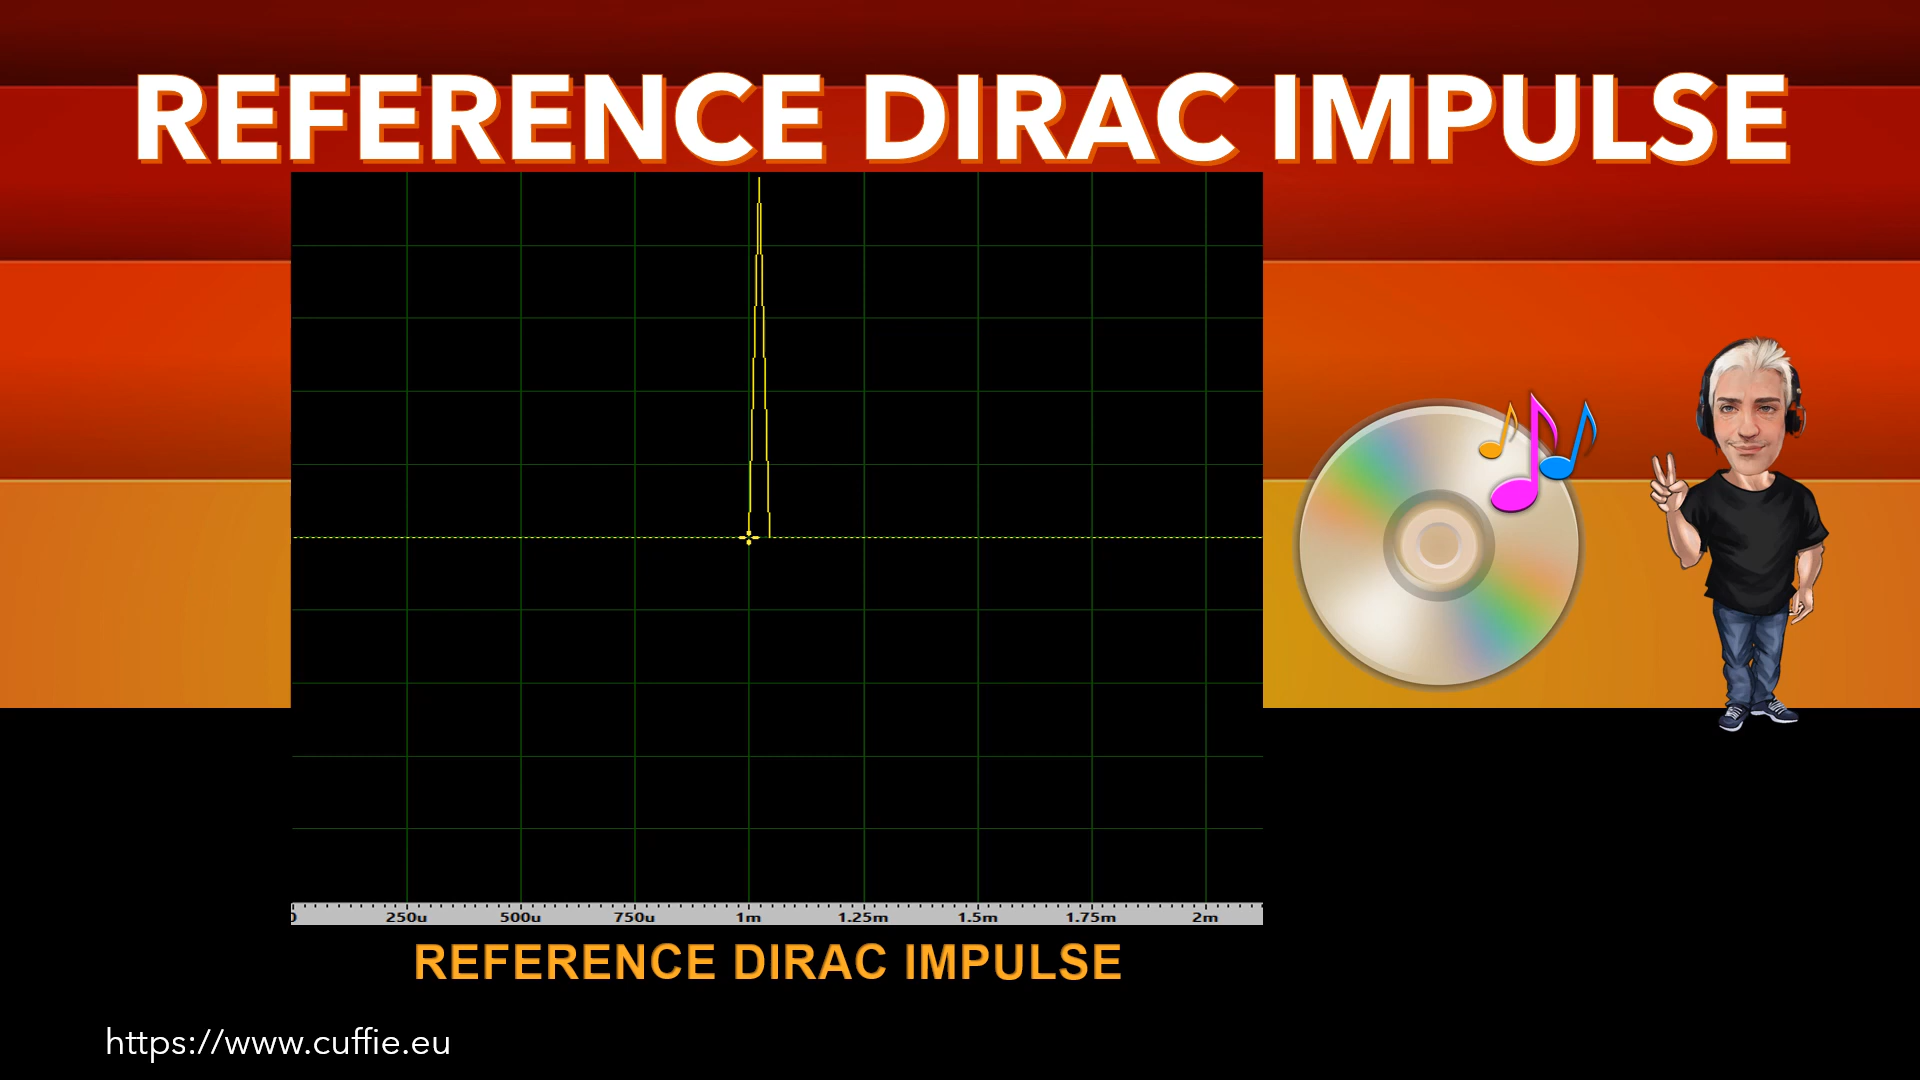 REFERENCE DIRAC IMPULSE
0 250u 500u 750u 1m 1.25m 1.5m 1.75m 2m
REFERENCE DIRAC IMPULSE
https://www.cuffie.eu